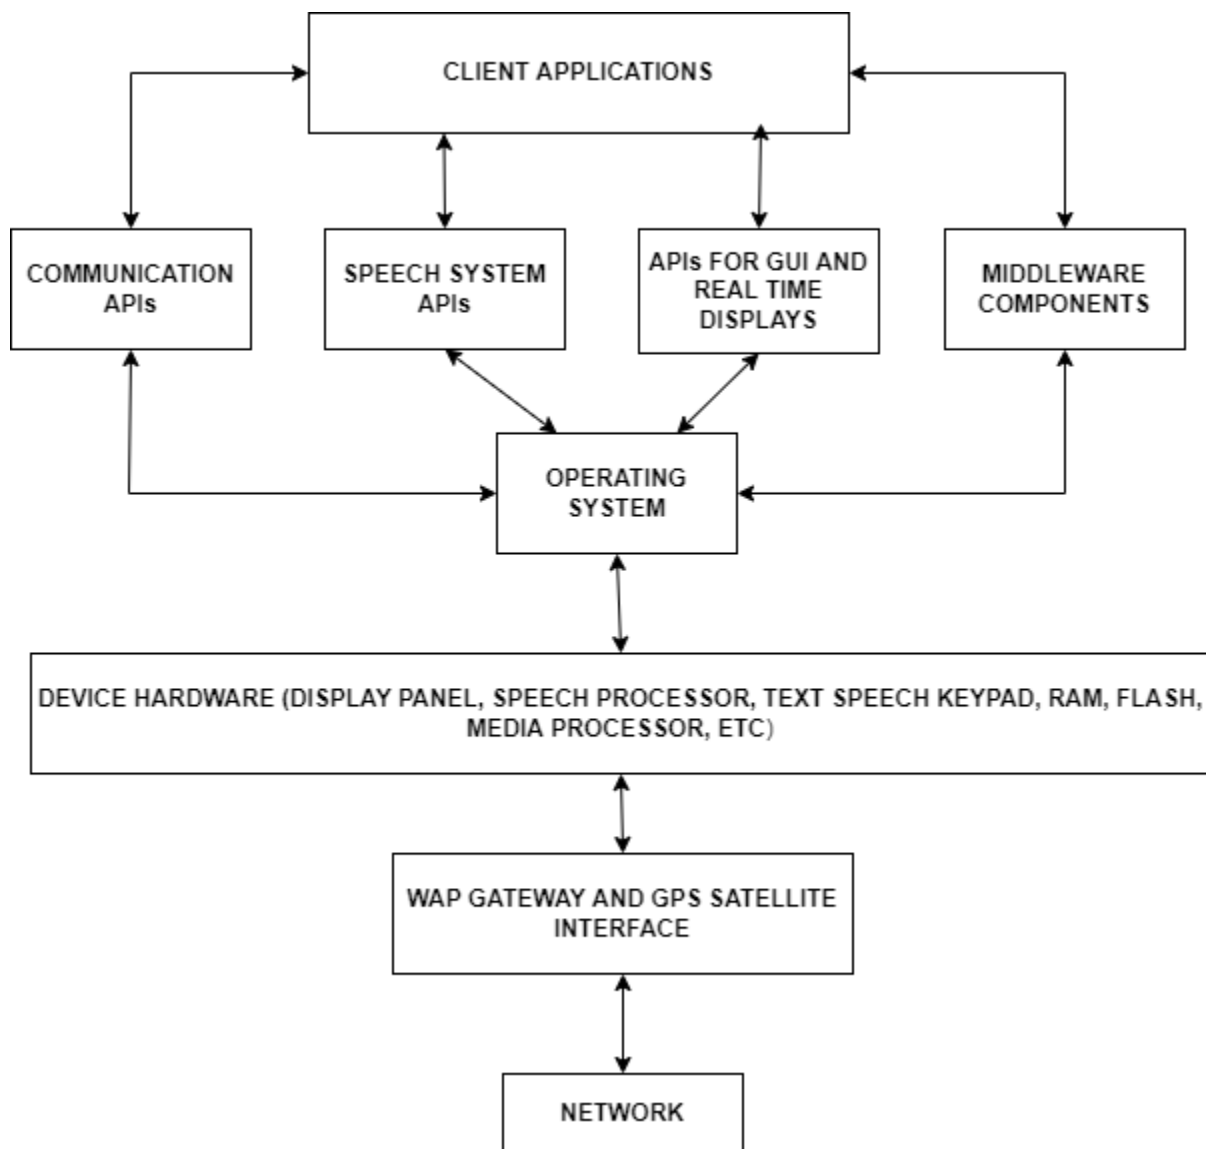 CLIENT APPLICATIONS
COMMUNICATION
APIs
SPEECH SYSTEM
APIs
APIs FOR GUI AND
REAL TIME
DISPLAYS
MIDDLEWARE
COMPONENTS
OPERATING
SYSTEM
DEVICE HARDWARE (DISPLAY PANEL, SPEECH PROCESSOR, TEXT SPEECH KEYPAD, RAM, FLASH,
MEDIA PROCESSOR, ETC)
WAP GATEWAY AND GPS SATELLITE
INTERFACE
NETWORK